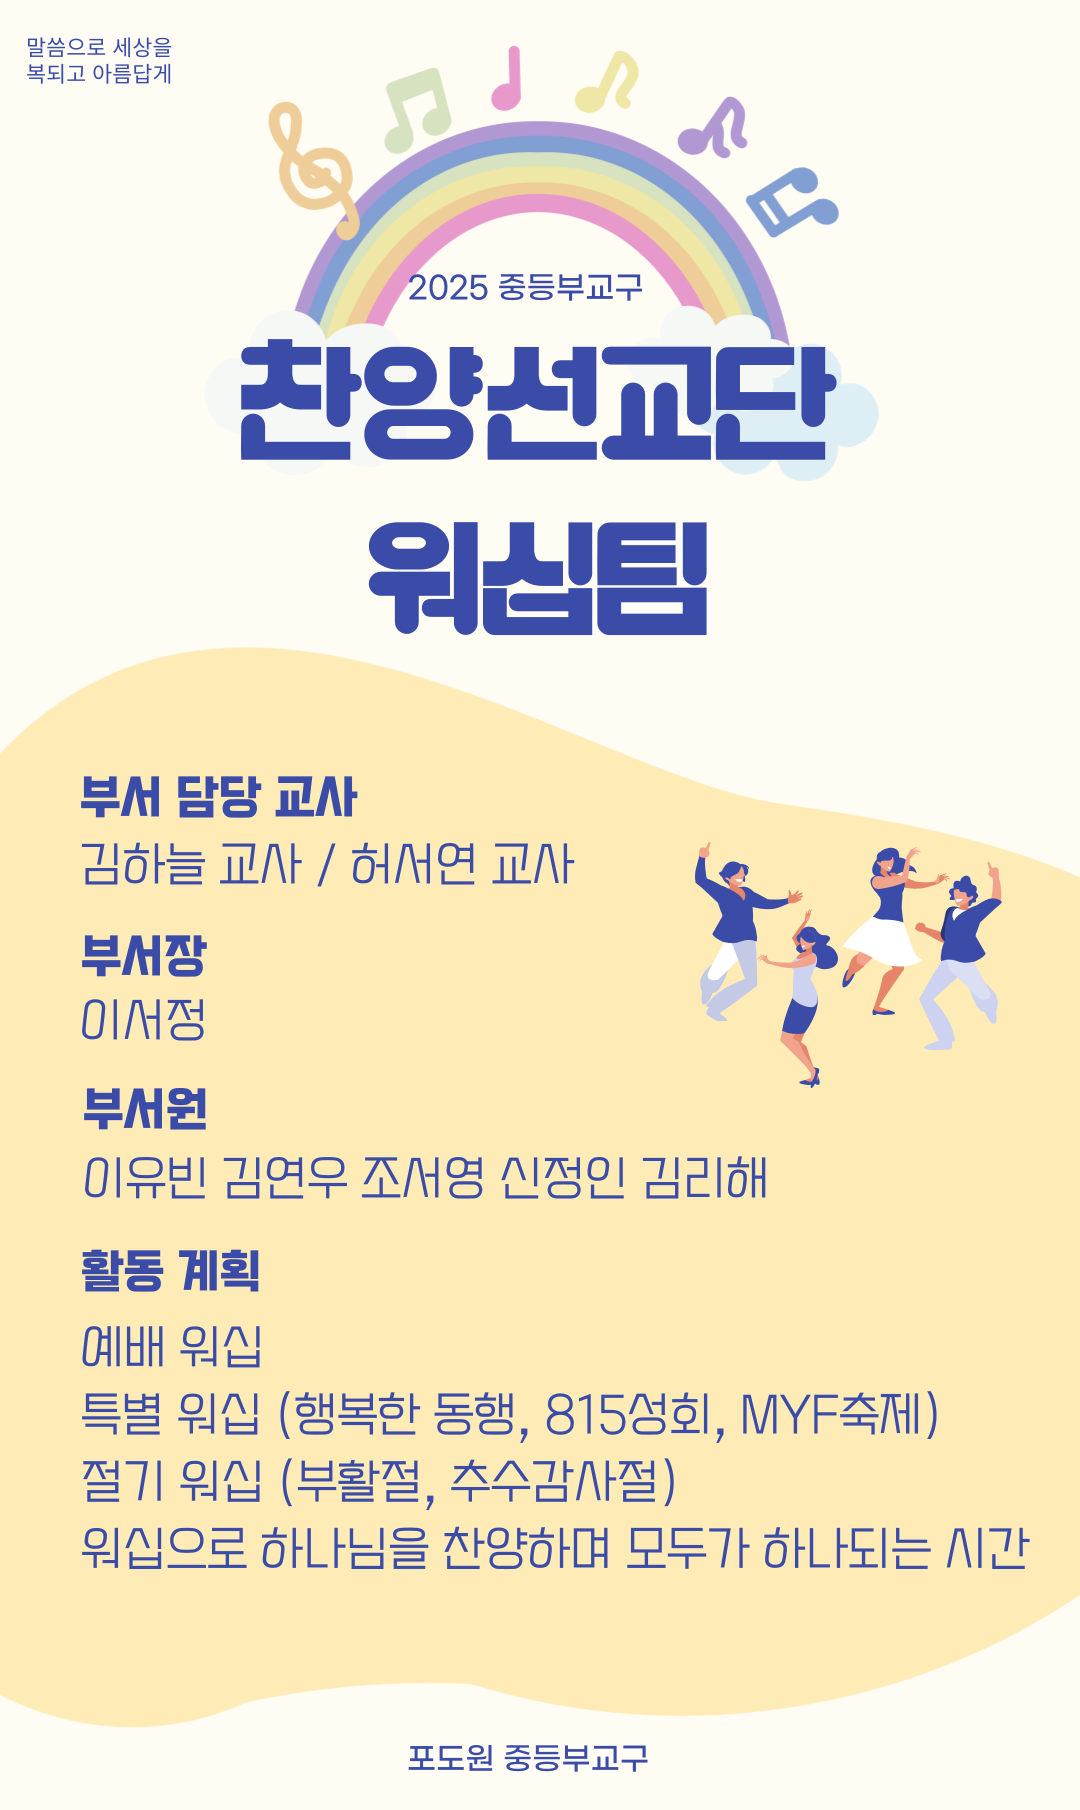 말씀으로 세상을
복되고 아름답게
2025 중등부교구
찬양선교단
워십팀
부서 담당 교사
김하늘 교사 / 허서연 교사
부서장
이서정
부서원
이유빈 김연우 조서영 신정인 김리해
활동 계획
예배 워십
특별 워십 (행복한 동행, 815성회, MYF축제)
절기 워십 (부활절, 추수감사절)
워십으로 하나님을 찬양하며 모두가 하나되는 시간
포도원 중등부교구